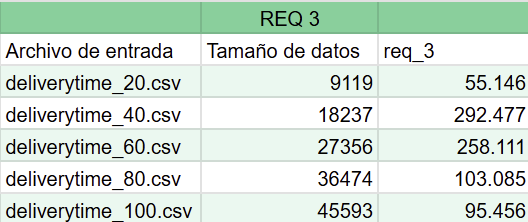 REQ 3
Archivo de entrada Tamaño de datos req_3
deliverytime_20.csv 9119 55.146
deliverytime_40.csv 18237 292.477
deliverytime_60.csv 27356 258.111
deliverytime_80.csv 36474 103.085
deliverytime_100.csv 45593 95.456